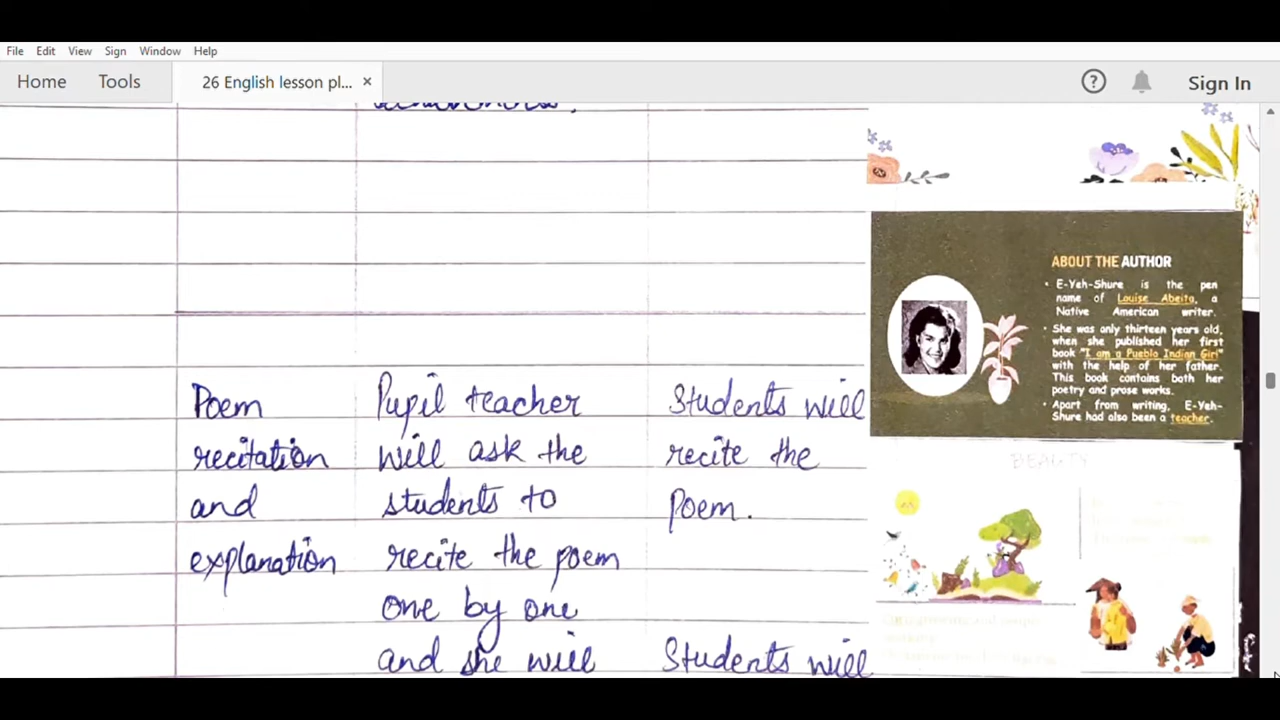 File Edit View Sign Window Help
Home Tools 26 English lesson pl... × ? Sign In
Poem
recitation
and
explanation
Pupil teacher
will ask the
students to
recite the poem
one by one
and she will
Students will
recite the
poem.
Students will
ABOUT THE AUTHOR
• E-Yeh-Shure is the pen
name of Louise Abeita, a
Native American writer.
• She was only thirteen years old,
when she published her first
book "I am a Pueblo Indian Girl"
with the help of her father.
This book contains both her
poetry and prose works.
• Apart from writing, E-Yeh-
Shure had also been a teacher.
BEAUTY